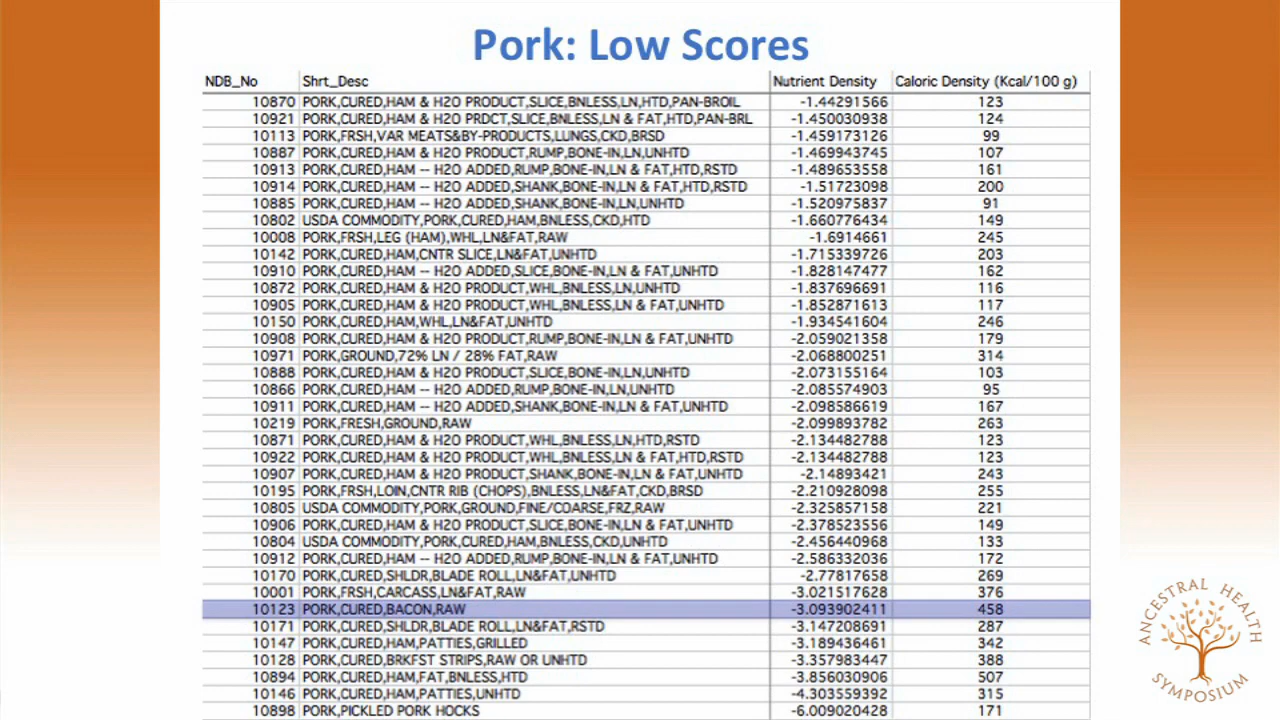 Pork: Low Scores
NDB_No Shrt_Desc Nutrient Density Caloric Density (Kcal/100 g)
10870 PORK,CURED,HAM & H2O PRODUCT,SLICE,BNLESS,LN,HTD,PAN-BROIL -1.44291566 123
10921 PORK,CURED,HAM & H2O PRDCT,SLICE,BNLESS,LN & FAT,HTD,PAN-BRL -1.450030938 124
10113 PORK,FRSH,VAR MEATS&BY-PRODUCTS,LUNGS,CKD,BRSD -1.459173126 99
10887 PORK,CURED,HAM & H2O PRODUCT,RUMP,BONE-IN,LN,UNHTD -1.469943745 107
10913 PORK,CURED,HAM -- H2O ADDED,RUMP,BONE-IN,LN & FAT,HTD,RSTD -1.489653558 161
10914 PORK,CURED,HAM -- H2O ADDED,SHANK,BONE-IN,LN & FAT,HTD,RSTD -1.51723098 200
10885 PORK,CURED,HAM -- H2O ADDED,SHANK,BONE-IN,LN,UNHTD -1.520975837 91
10802 USDA COMMODITY,PORK,CURED,HAM,BNLESS,CKD,HTD -1.660776434 149
10008 PORK,FRSH,LEG (HAM),WHL,LN&FAT,RAW -1.6914661 245
10142 PORK,CURED,HAM,CNTR SLICE,LN&FAT,UNHTD -1.715339726 203
10910 PORK,CURED,HAM -- H2O ADDED,SLICE,BONE-IN,LN & FAT,UNHTD -1.828147477 162
10872 PORK,CURED,HAM & H2O PRODUCT,WHL,BNLESS,LN,UNHTD -1.837696691 116
10905 PORK,CURED,HAM & H2O PRODUCT,WHL,BNLESS,LN & FAT,UNHTD -1.852871613 117
10150 PORK,CURED,HAM,WHL,LN&FAT,UNHTD -1.934541604 246
10908 PORK,CURED,HAM & H2O PRODUCT,RUMP,BONE-IN,LN & FAT,UNHTD -2.059021358 179
10971 PORK,GROUND,72% LN / 28% FAT,RAW -2.068800251 314
10888 PORK,CURED,HAM & H2O PRODUCT,SLICE,BONE-IN,LN,UNHTD -2.073155164 103
10866 PORK,CURED,HAM -- H2O ADDED,RUMP,BONE-IN,LN,UNHTD -2.085574903 95
10911 PORK,CURED,HAM -- H2O ADDED,SHANK,BONE-IN,LN & FAT,UNHTD -2.098586619 167
10219 PORK,FRESH,GROUND,RAW -2.099893782 263
10871 PORK,CURED,HAM & H2O PRODUCT,WHL,BNLESS,LN,HTD,RSTD -2.134482788 123
10922 PORK,CURED,HAM & H2O PRODUCT,WHL,BNLESS,LN & FAT,HTD,RSTD -2.134482788 123
10907 PORK,CURED,HAM & H2O PRODUCT,SHANK,BONE-IN,LN & FAT,UNHTD -2.14893421 243
10195 PORK,FRSH,LOIN,CNTR RIB (CHOPS),BNLESS,LN&FAT,CKD,BRSD -2.210928098 255
10805 USDA COMMODITY,PORK,GROUND,FINE/COARSE,FRZ,RAW -2.325857158 221
10906 PORK,CURED,HAM & H2O PRODUCT,SLICE,BONE-IN,LN & FAT,UNHTD -2.378523556 149
10804 USDA COMMODITY,PORK,CURED,HAM,BNLESS,CKD,UNHTD -2.456440968 133
10912 PORK,CURED,HAM -- H2O ADDED,RUMP,BONE-IN,LN & FAT,UNHTD -2.586332036 172
10170 PORK,CURED,SHLDR,BLADE ROLL,LN&FAT,UNHTD -2.77817658 269
10001 PORK,FRSH,CARCASS,LN&FAT,RAW -3.021517628 376
10123 PORK,CURED,BACON,RAW -3.093902411 458
10171 PORK,CURED,SHLDR,BLADE ROLL,LN&FAT,RSTD -3.147208691 287
10147 PORK,CURED,HAM,PATTIES,GRILLED -3.189436461 342
10128 PORK,CURED,BRKFST STRIPS,RAW OR UNHTD -3.357983447 388
10894 PORK,CURED,HAM,FAT,BNLESS,HTD -3.856030906 507
10146 PORK,CURED,HAM,PATTIES,UNHTD -4.303559392 315
10898 PORK,PICKLED PORK HOCKS -6.009020428 171
ANCESTRAL HEALTH
SYMPOSIUM